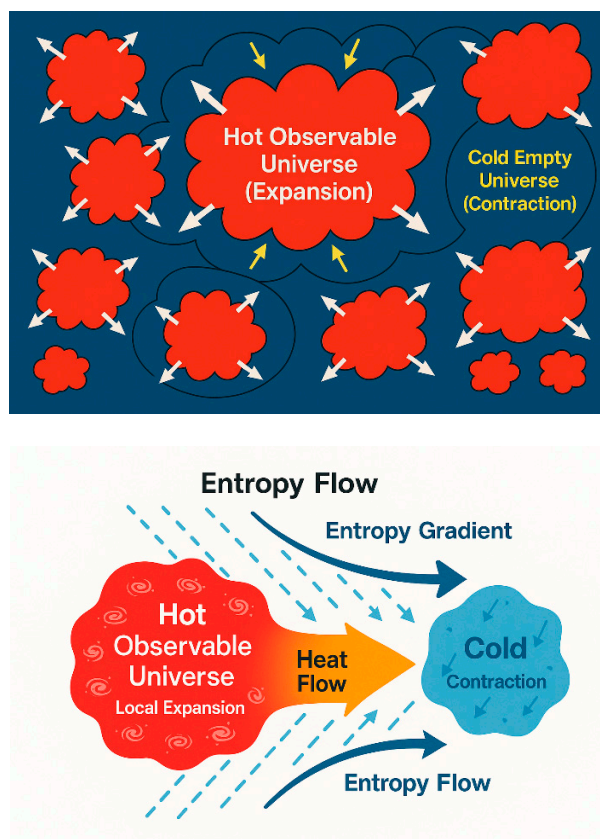 Hot Observable
Universe
(Expansion)
Cold Empty
Universe
(Contraction)
Entropy Flow
Entropy Gradient
Hot
Observable
Universe
Local Expansion
Heat
Flow
Cold
Contraction
Entropy Flow